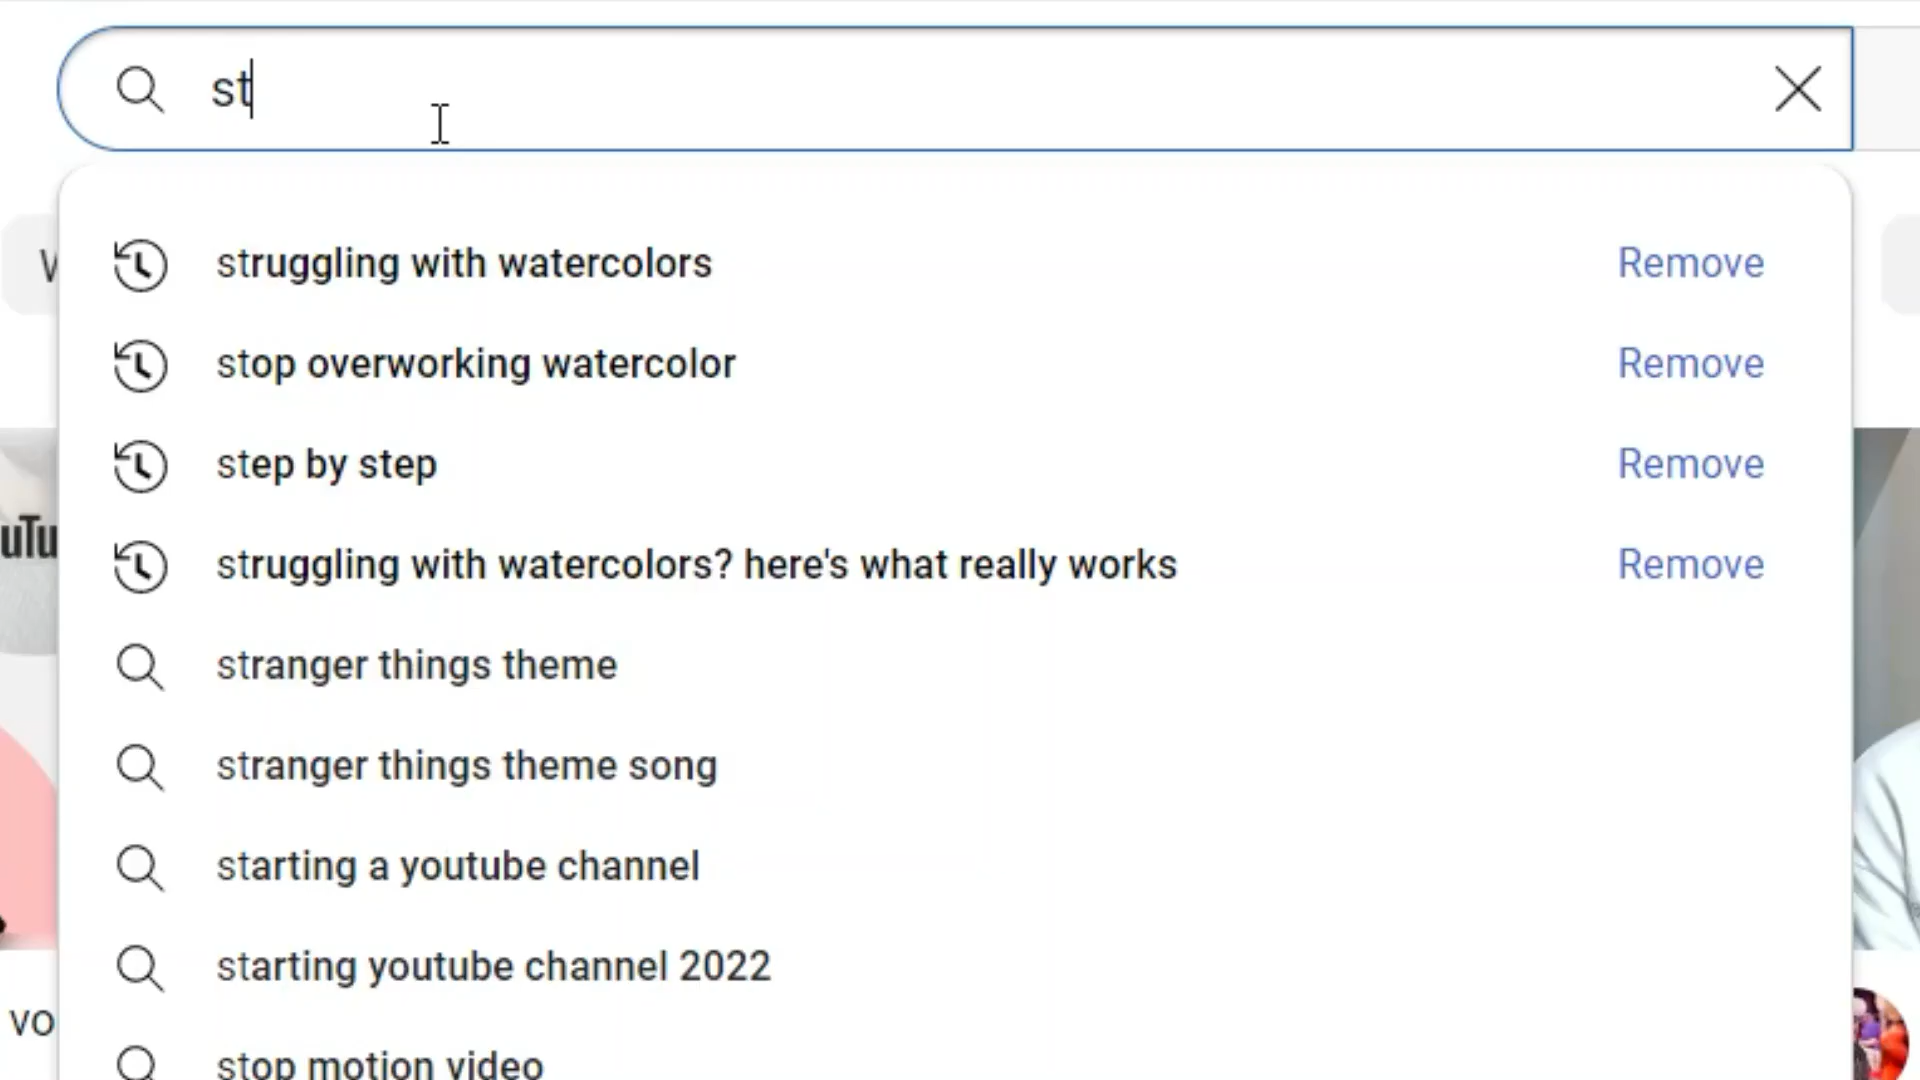 st
struggling with watercolors Remove
stop overworking watercolor Remove
step by step Remove
struggling with watercolors? here's what really works Remove
stranger things theme
stranger things theme song
starting a youtube channel
starting youtube channel 2022
stop motion video
uTu
vo